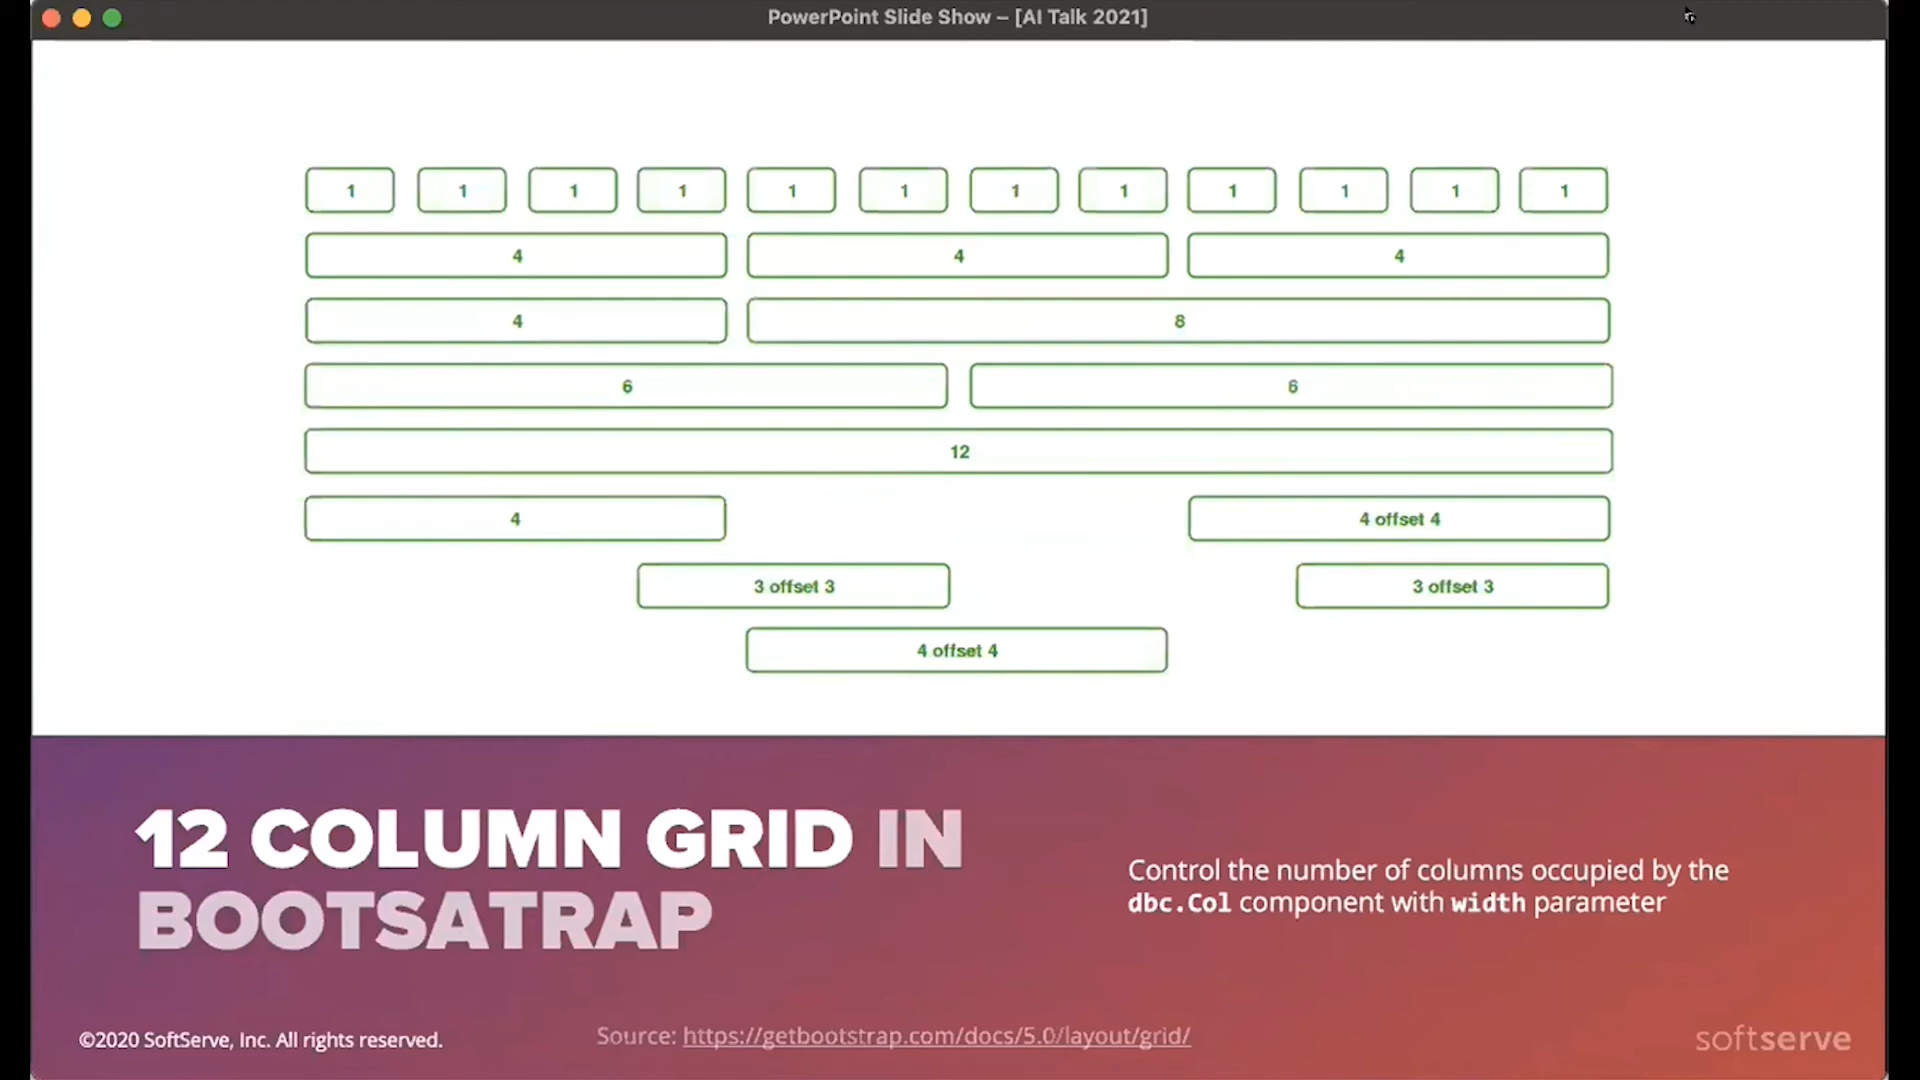 PowerPoint Slide Show – [AI Talk 2021]
1 1 1 1 1 1 1 1 1 1 1 1
4 4 4
4 8
6 6
12
4 4 offset 4
3 offset 3 3 offset 3
4 offset 4
12 COLUMN GRID IN
BOOTSATRAP
Control the number of columns occupied by the
dbc.Col component with width parameter
©2020 SoftServe, Inc. All rights reserved.
Source: https://getbootstrap.com/docs/5.0/layout/grid/
softserve